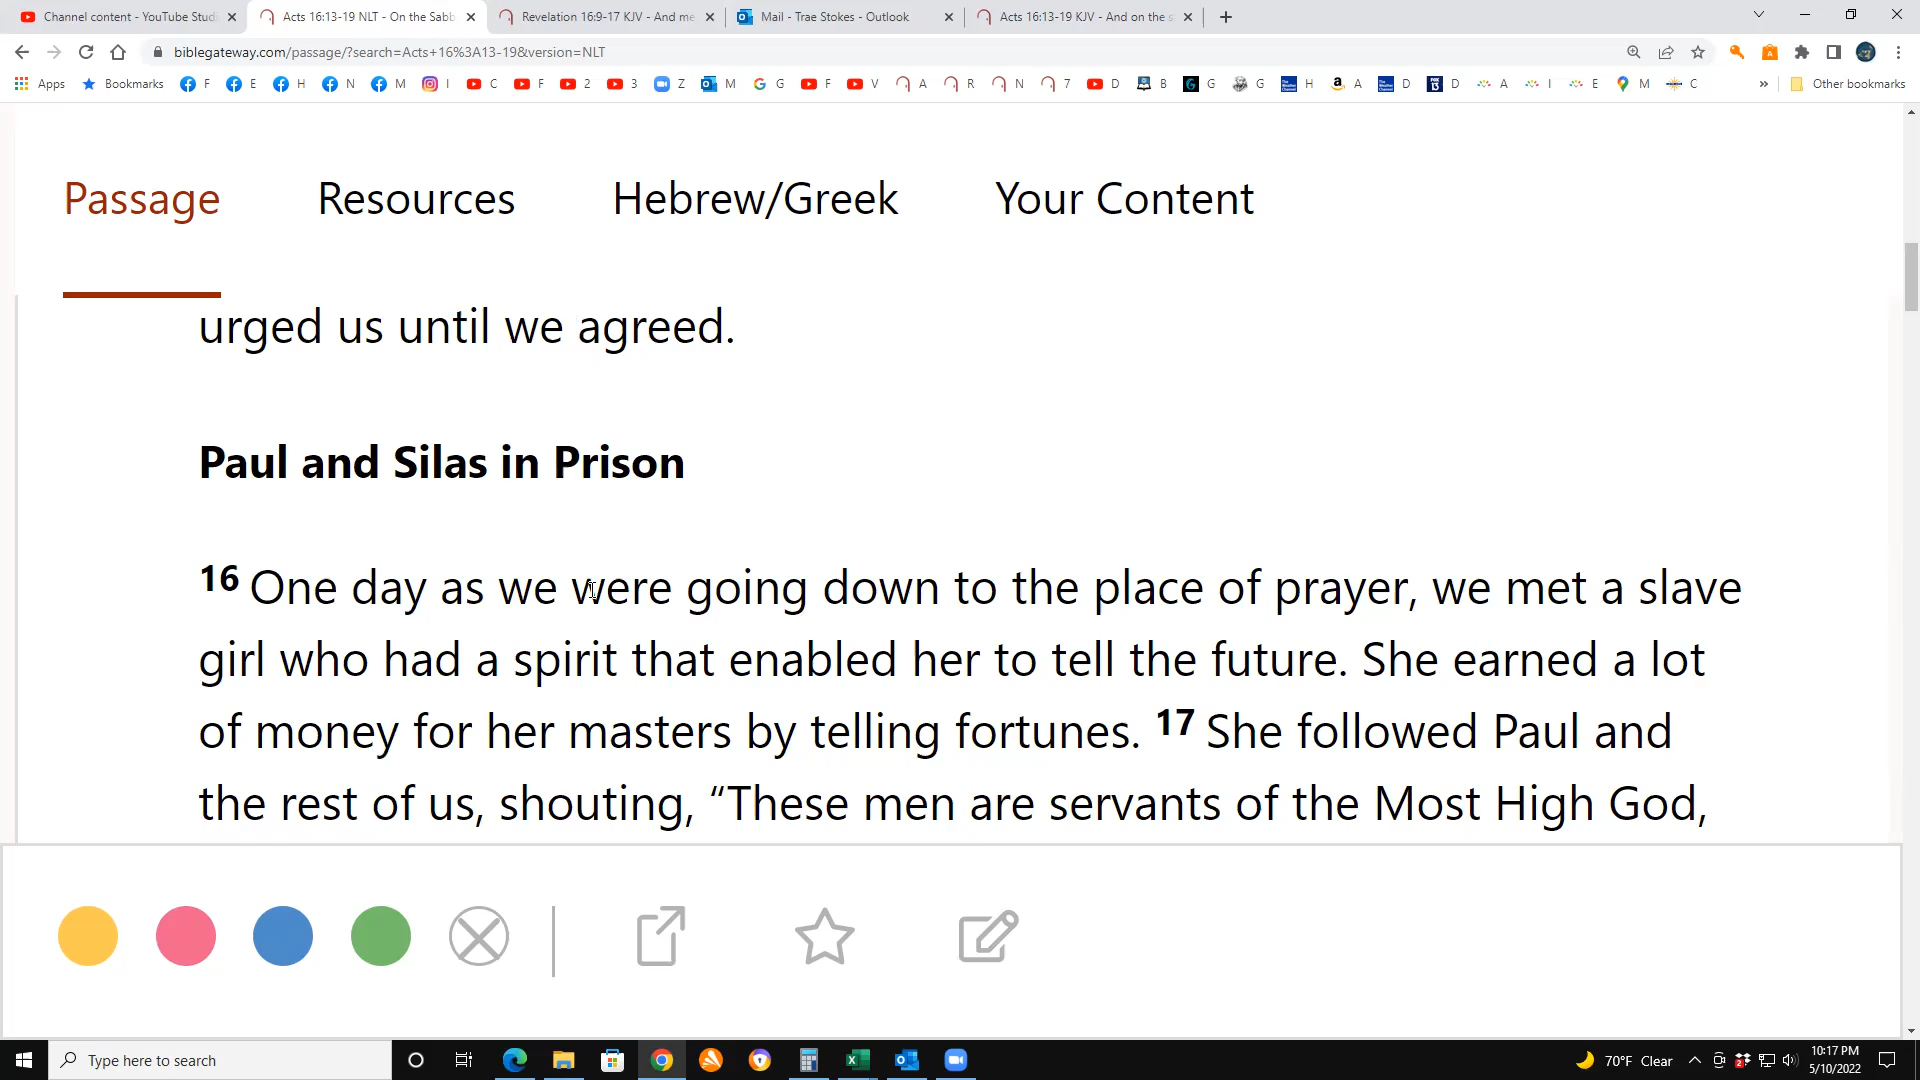 Channel content - YouTube Studi
Acts 16:13-19 NLT - On the Sabb
Revelation 16:9-17 KJV - And me
Mail - Trae Stokes - Outlook
Acts 16:13-19 KJV - And on the s
biblegateway.com/passage/?search=Acts+16%3A13-19&version=NLT
Apps Bookmarks F E H N M I C F 2 3 Z M G F V A R N 7 D B G G H A D D A I E M C » Other bookmarks
Passage Resources Hebrew/Greek Your Content
urged us until we agreed.
Paul and Silas in Prison
16 One day as we were going down to the place of prayer, we met a slave
girl who had a spirit that enabled her to tell the future. She earned a lot
of money for her masters by telling fortunes. 17 She followed Paul and
the rest of us, shouting, “These men are servants of the Most High God,
Type here to search
70°F Clear
10:17 PM
5/10/2022